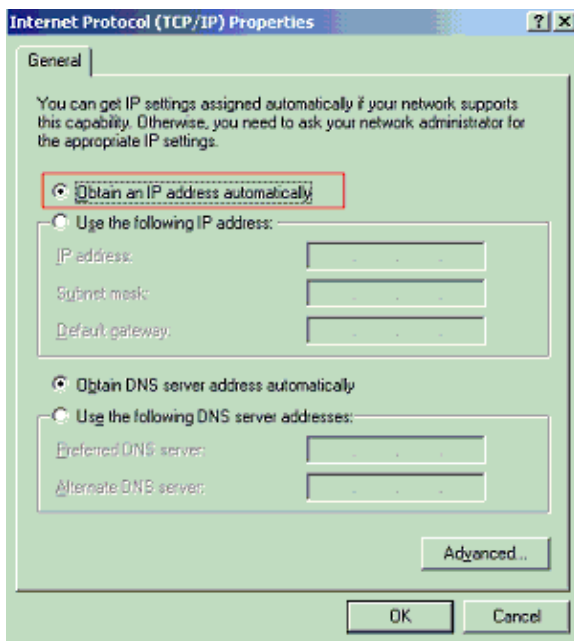 Internet Protocol (TCP/IP) Properties
General
You can get IP settings assigned automatically if your network supports
this capability. Otherwise, you need to ask your network administrator for
the appropriate IP settings.
Obtain an IP address automatically
Use the following IP address:
IP address:
Subnet mask:
Default gateway:
Obtain DNS server address automatically
Use the following DNS server addresses:
Preferred DNS server:
Alternate DNS server:
Advanced...
OK
Cancel